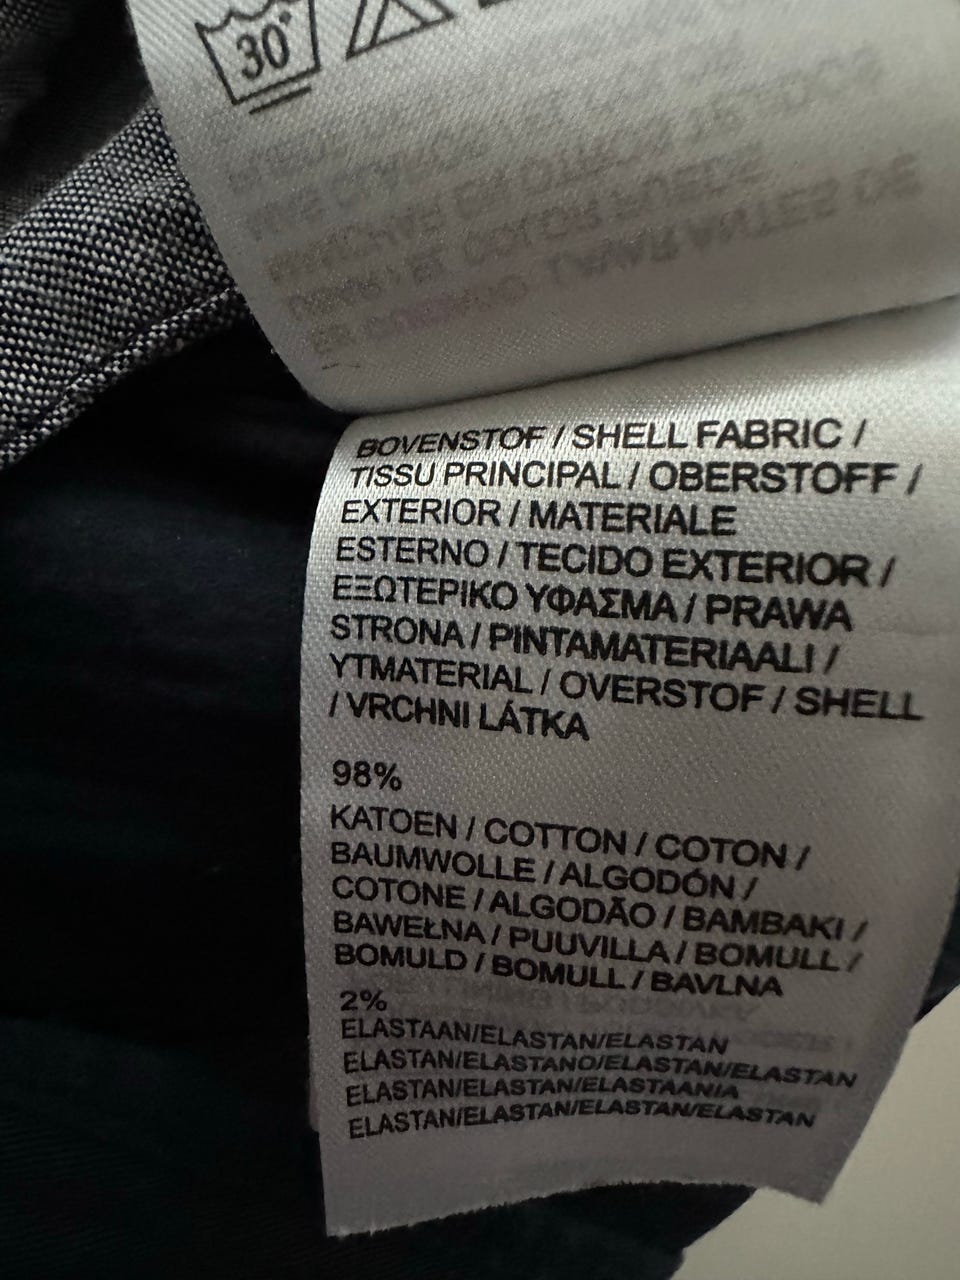 30°
BOVENSTOF / SHELL FABRIC /
TISSU PRINCIPAL / OBERSTOFF /
EXTERIOR / MATERIALE
ESTERNO / TECIDO EXTERIOR /
ΕΞΩΤΕΡΙΚΟ ΥΦΑΣΜΑ / PRAWA
STRONA / PINTAMATERIAALI /
YTMATERIAL / OVERSTOF / SHELL
/ VRCHNI LÁTKA
98%
KATOEN / COTTON / COTON /
BAUMWOLLE / ALGODÓN /
COTONE / ALGODÃO / BAMBAKI /
BAWEŁNA / PUUVILLA / BOMULL /
BOMULD / BOMULL / BAVLNA
2%
ELASTAAN/ELASTAN/ELASTAN
ELASTAN/ELASTANO/ELASTAN/ELASTAN
ELASTAN/ELASTAN/ELASTAANIA
ELASTAN/ELASTAN/ELASTAN/ELASTAN